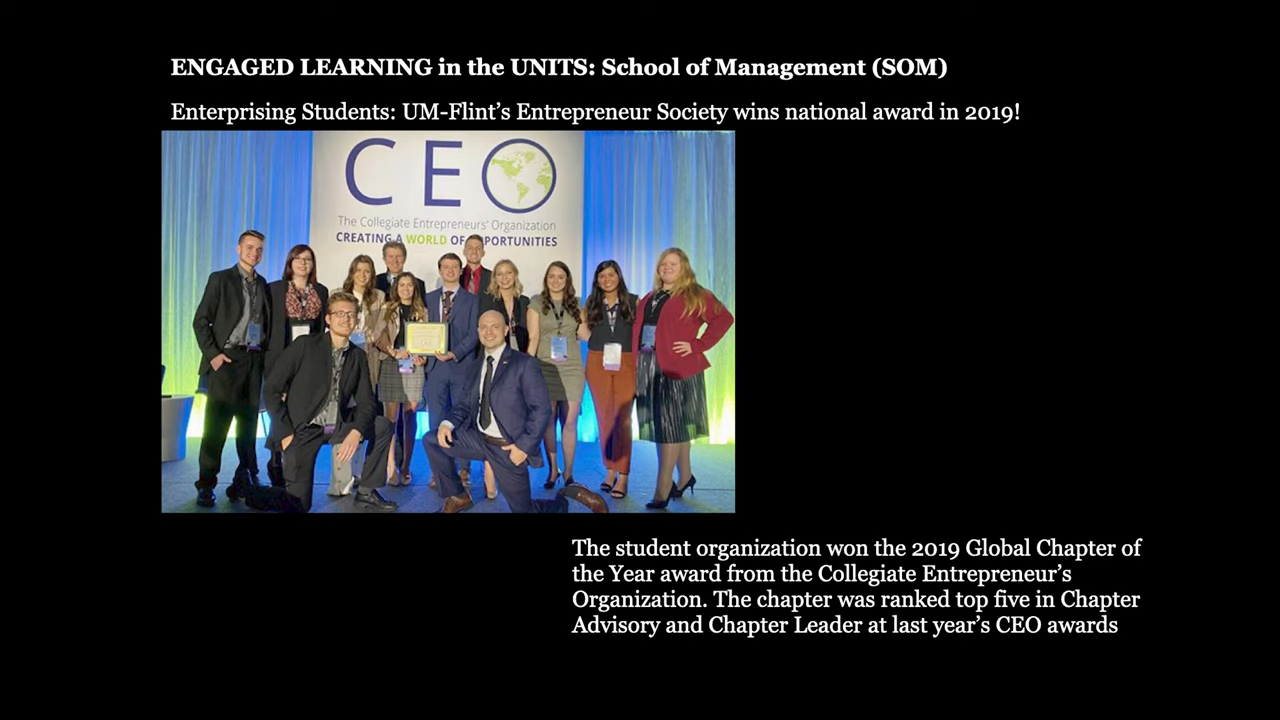 ENGAGED LEARNING in the UNITS: School of Management (SOM)
Enterprising Students: UM-Flint’s Entrepreneur Society wins national award in 2019!
CEO
The Collegiate Entrepreneurs' Organization
CREATING A WORLD OF OPPORTUNITIES
The student organization won the 2019 Global Chapter of
the Year award from the Collegiate Entrepreneur’s
Organization. The chapter was ranked top five in Chapter
Advisory and Chapter Leader at last year’s CEO awards